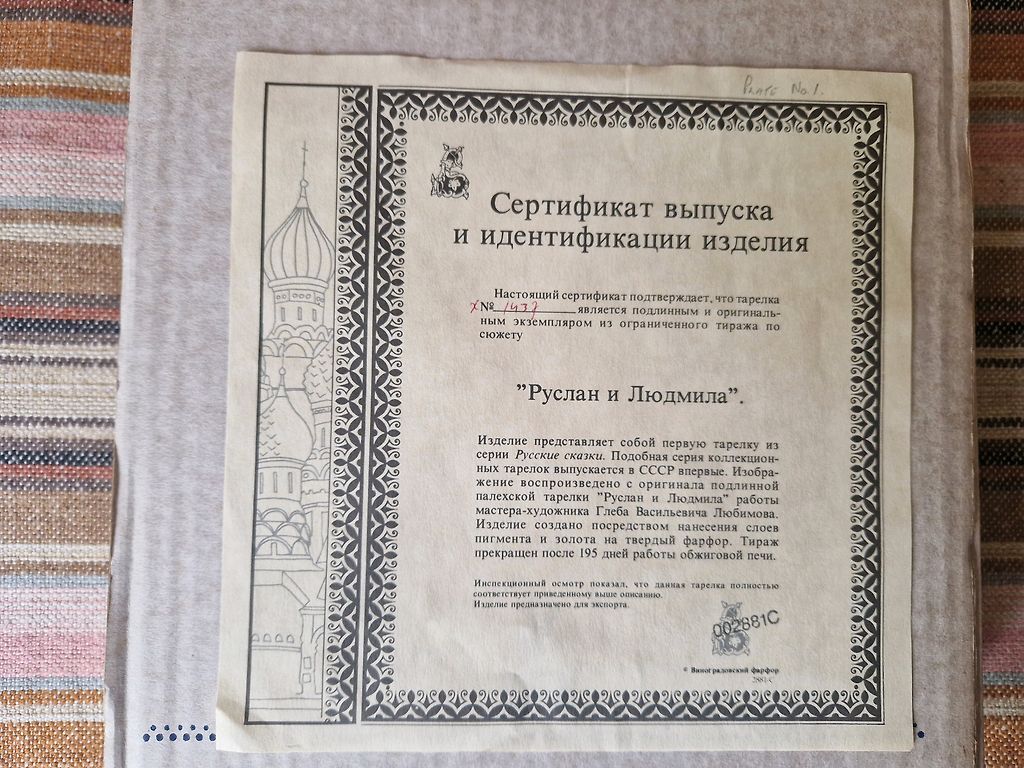 PLATE No. 1.
Сертификат выпуска
и идентификации изделия
Настоящий сертификат подтверждает, что тарелка
х№ 1437 является подлинным и оригиналь-
ным экземпляром из ограниченного тиража по
сюжету
"Руслан и Людмила".
Изделие представляет собой первую тарелку из
серии Русские сказки. Подобная серия коллекцион-
ных тарелок выпускается в СССР впервые. Изобра-
жение воспроизведено с оригинала подлинной
палехской тарелки "Руслан и Людмила" работы
мастера-художника Глеба Васильевича Любимова.
Изделие создано посредством нанесения слоев
пигмента и золота на твердый фарфор. Тираж
прекращен после 195 дней работы обжиговой печи.
Инспекционный осмотр показал, что данная тарелка полностью
соответствует приведенному выше описанию.
Изделие предназначено для экспорта.
002881C
© Виноградовский фарфор
2881-C